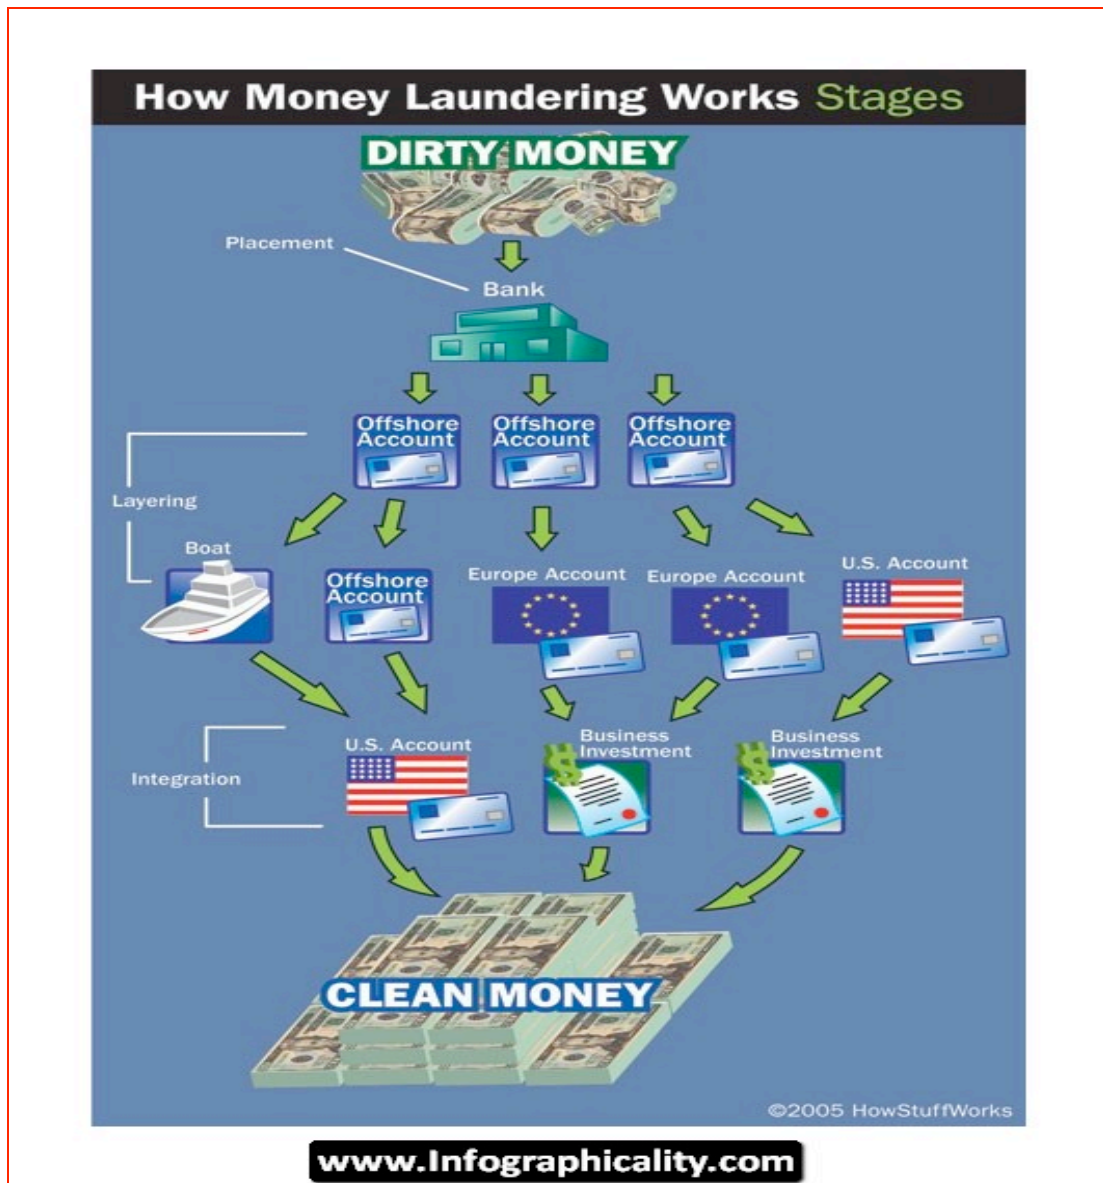 How Money Laundering Works Stages
DIRTY MONEY
Placement
Bank
Offshore
Account
Offshore
Account
Offshore
Account
Layering
Boat
Offshore
Account
Europe Account
Europe Account
U.S. Account
Integration
U.S. Account
Business
Investment
Business
Investment
CLEAN MONEY
©2005 HowStuffWorks
www.Infographicality.com